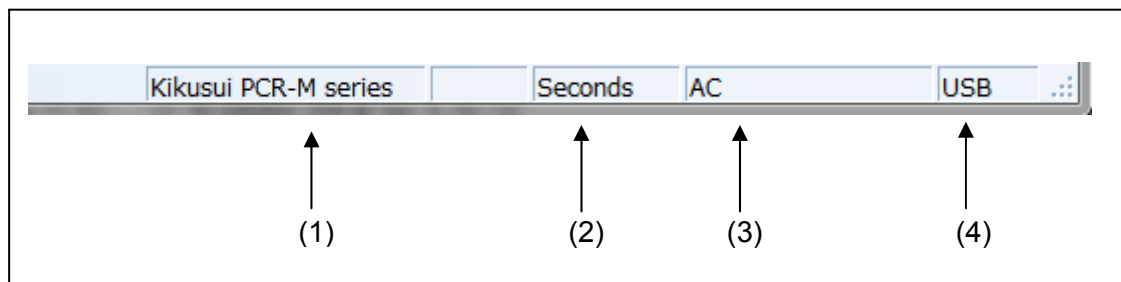 Kikusui PCR-M series Seconds AC USB
(1) (2) (3) (4)